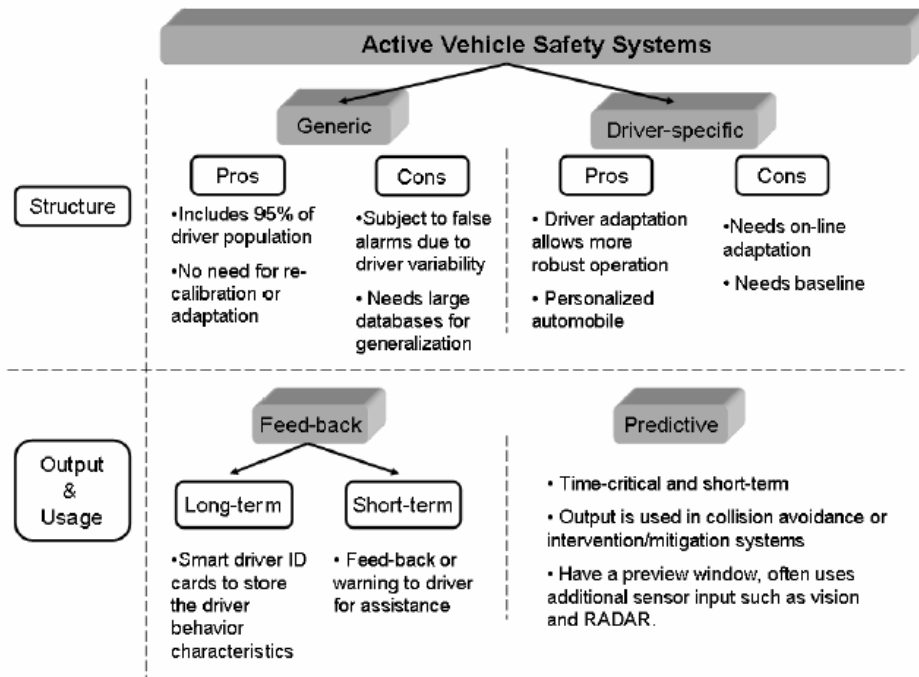 Active Vehicle Safety Systems
Generic
Driver-specific
Structure
Pros
•Includes 95% of
driver population
•No need for re-
calibration or
adaptation
Cons
•Subject to false
alarms due to
driver variability
• Needs large
databases for
generalization
Pros
• Driver adaptation
allows more
robust operation
• Personalized
automobile
Cons
•Needs on-line
adaptation
• Needs baseline
Output
&
Usage
Feed-back
Long-term
•Smart driver ID
cards to store
the driver
behavior
characteristics
Short-term
• Feed-back or
warning to driver
for assistance
Predictive
• Time-critical and short-term
• Output is used in collision avoidance or
intervention/mitigation systems
• Have a preview window, often uses
additional sensor input such as vision
and RADAR.